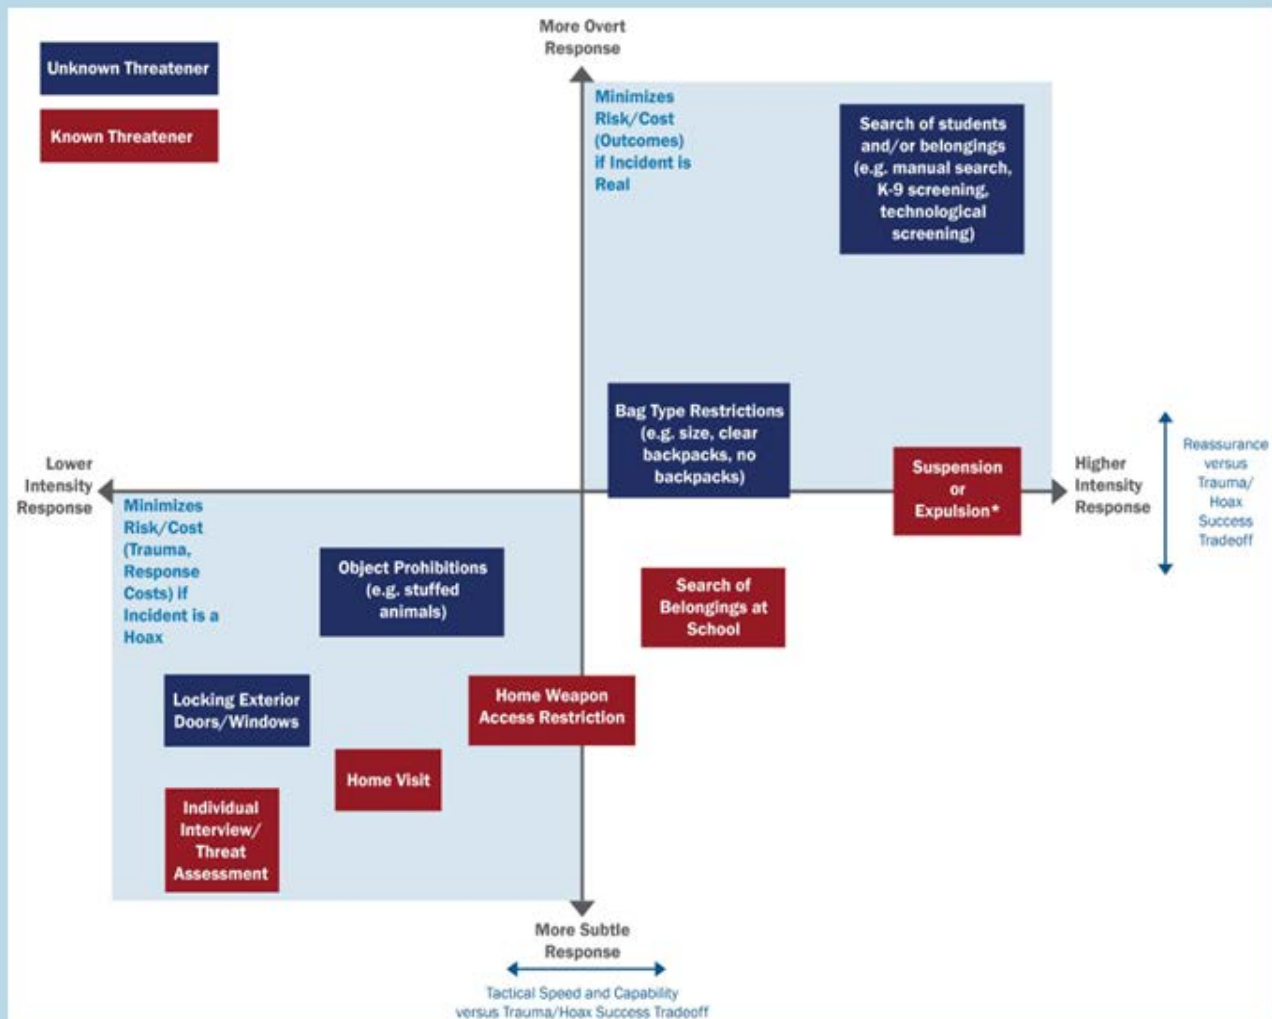 More Overt
Response
Unknown Threatener
Known Threatener
Minimizes
Risk/Cost
(Outcomes)
if Incident is
Real
Search of students
and/or belongings
(e.g. manual search,
K-9 screening,
technological
screening)
Bag Type Restrictions
(e.g. size, clear
backpacks, no
backpacks)
Lower
Intensity
Response
Suspension
or
Expulsion*
Higher
Intensity
Response
Reassurance
versus
Trauma/
Hoax
Success
Tradeoff
Minimizes
Risk/Cost
(Trauma,
Response
Costs) if
Incident is a
Hoax
Object Prohibitions
(e.g. stuffed
animals)
Search of
Belongings at
School
Locking Exterior
Doors/Windows
Home Weapon
Access Restriction
Home Visit
Individual
Interview/
Threat
Assessment
More Subtle
Response
Tactical Speed and Capability
versus Trauma/Hoax Success Tradeoff